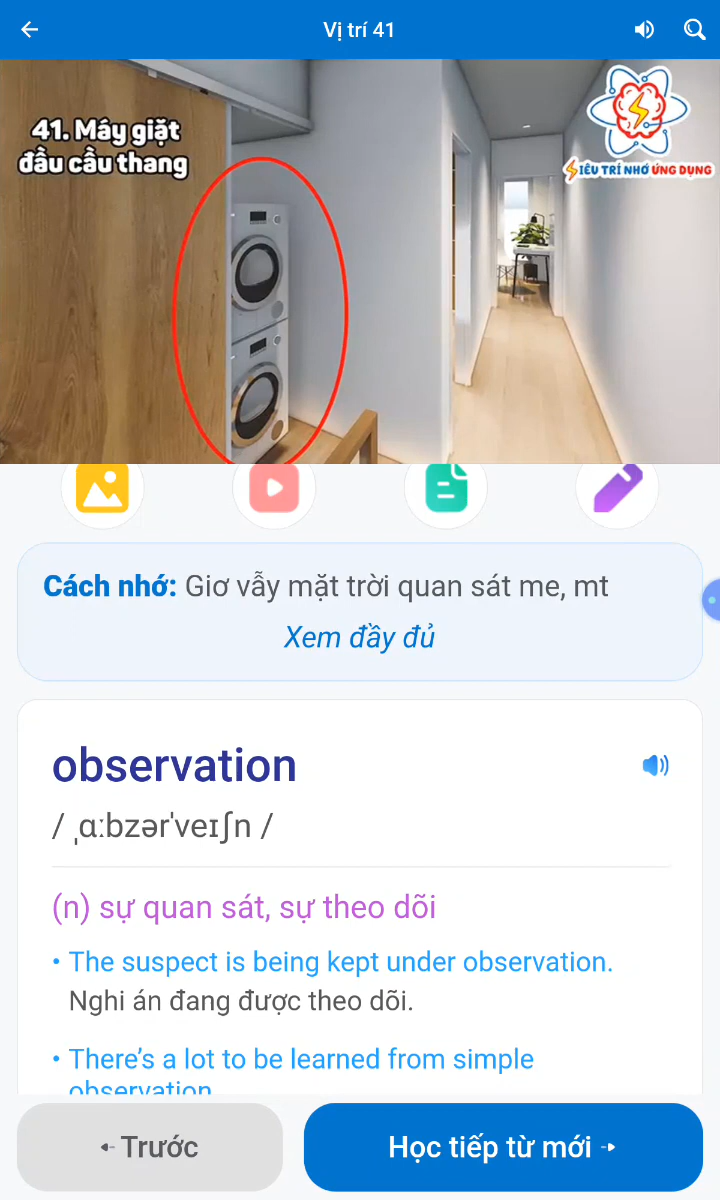 Vị trí 41
41. Máy giặt
đầu cầu thang
SIÊU TRÍ NHỚ ỨNG DỤNG
Cách nhớ: Giơ vẫy mặt trời quan sát me, mt
Xem đầy đủ
observation
/ ˌɑːbzərˈveɪʃn /
(n) sự quan sát, sự theo dõi
• The suspect is being kept under observation.
Nghi án đang được theo dõi.
• There’s a lot to be learned from simple
observation
Trước
Học tiếp từ mới